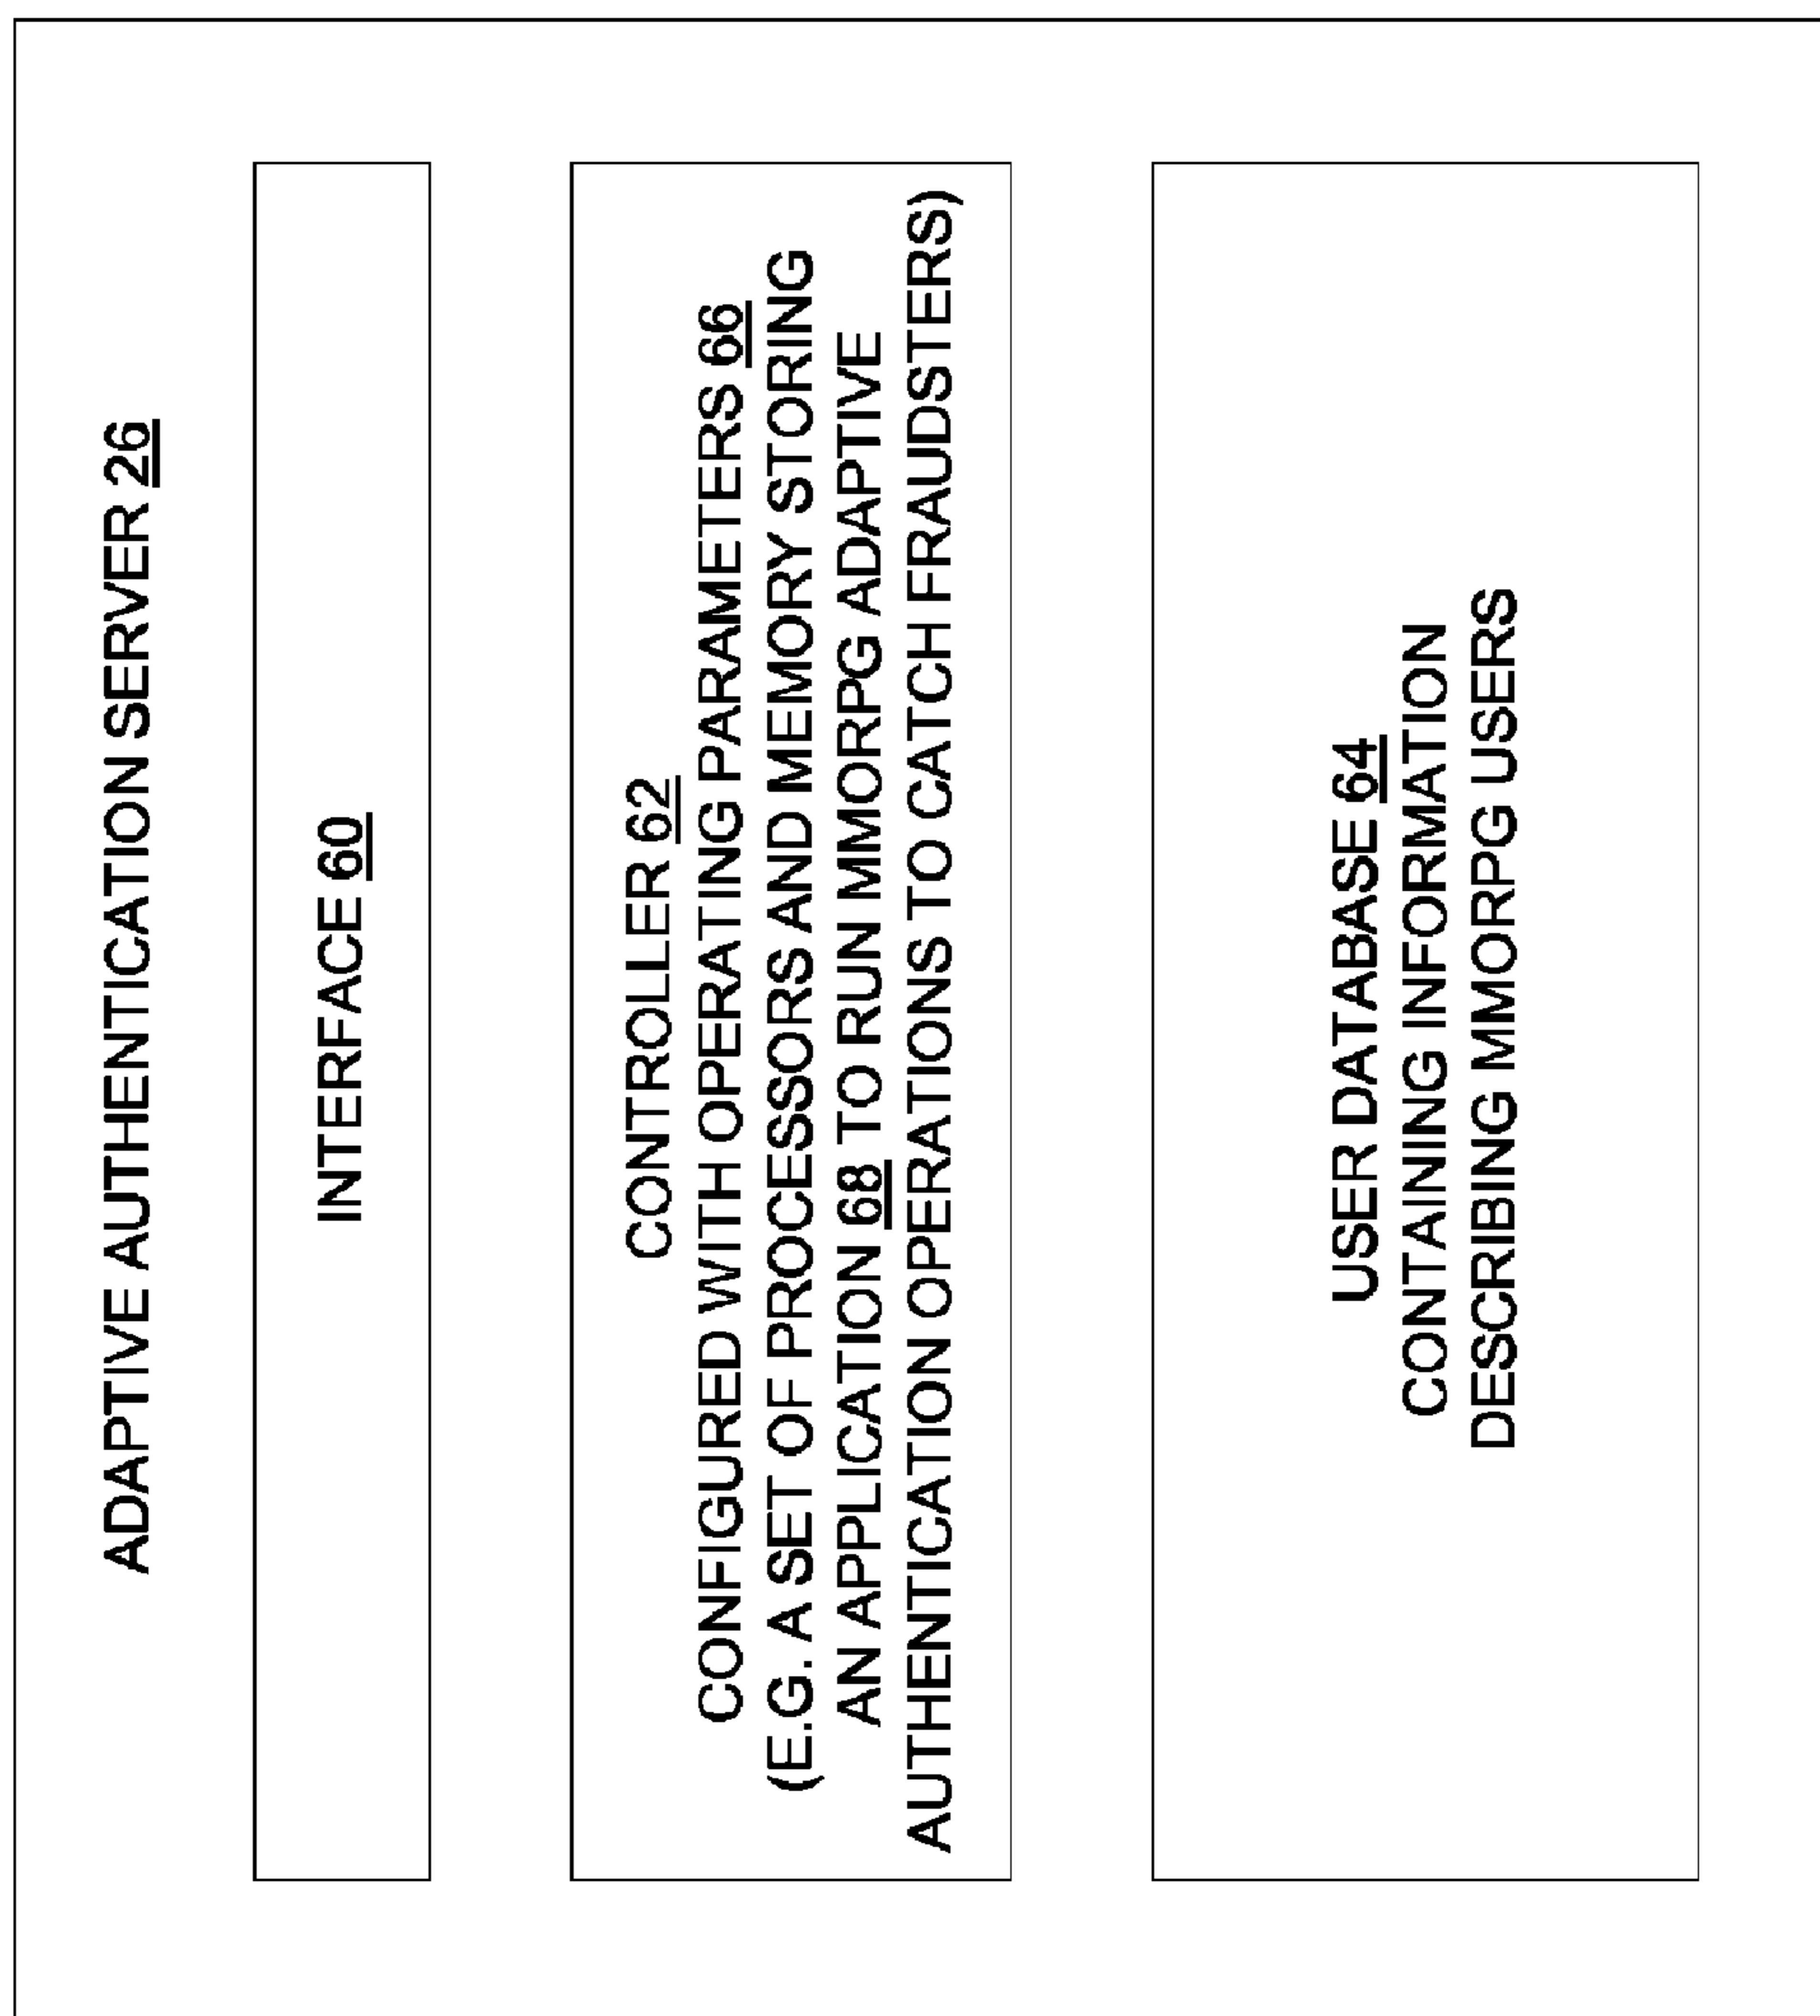 ADAPTIVE AUTHENTICATION SERVER 26
INTERFACE 60
CONTROLLER 62
CONFIGURED WITH OPERATING PARAMETERS 66
(E.G. A SET OF PROCESSORS AND MEMORY STORING
AN APPLICATION 68 TO RUN MMORPG ADAPTIVE
AUTHENTICATION OPERATIONS TO CATCH FRAUDSTERS)
USER DATABASE 64
CONTAINING INFORMATION
DESCRIBING MMORPG USERS